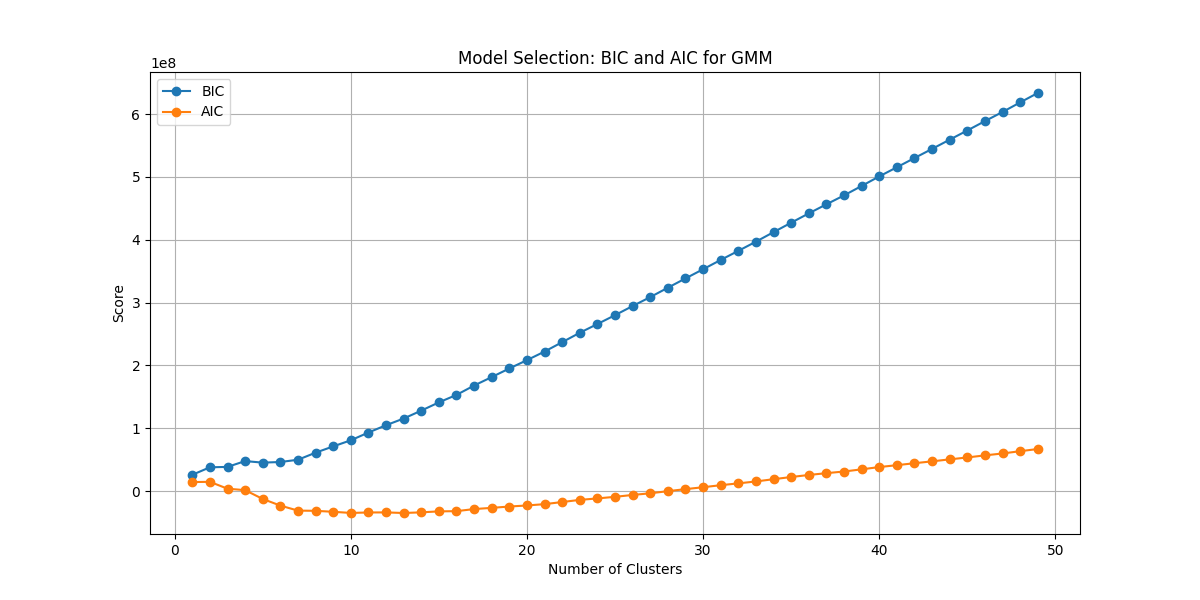 Model Selection: BIC and AIC for GMM
1e8
BIC
AIC
6
5
4
3
2
1
0
Score
0 10 20 30 40 50
Number of Clusters